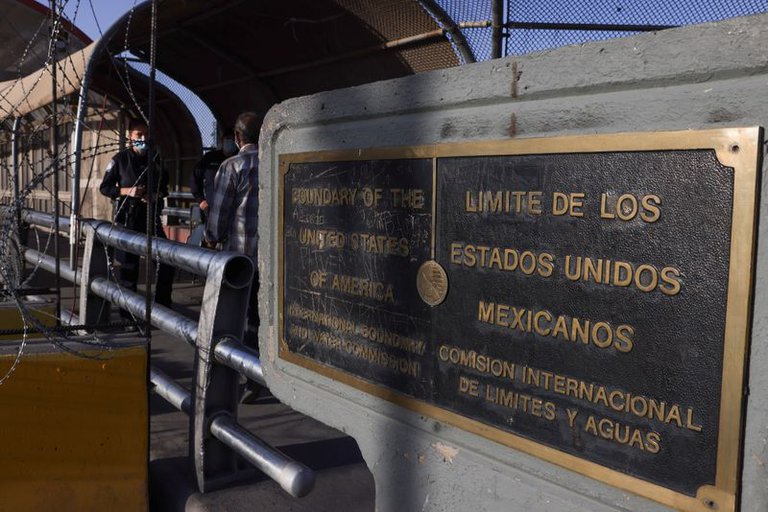 BOUNDARY OF THE
UNITED STATES
OF AMERICA
INTERNATIONAL BOUNDARY
AND WATER COMMISSION
LIMITE DE LOS
ESTADOS UNIDOS
MEXICANOS
COMISION INTERNACIONAL
DE LIMITES Y AGUAS